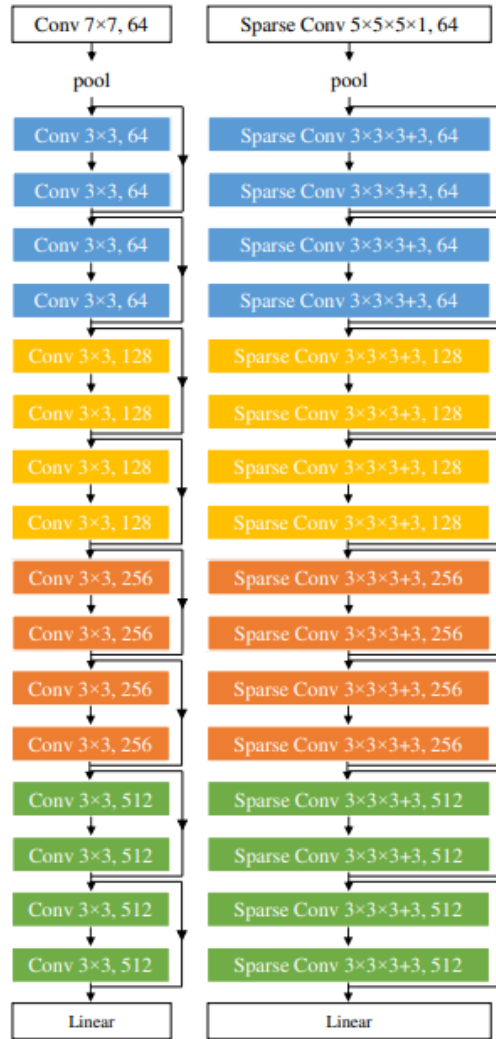 Conv 7×7, 64
pool
Conv 3×3, 64
Conv 3×3, 64
Conv 3×3, 64
Conv 3×3, 64
Conv 3×3, 128
Conv 3×3, 128
Conv 3×3, 128
Conv 3×3, 128
Conv 3×3, 256
Conv 3×3, 256
Conv 3×3, 256
Conv 3×3, 256
Conv 3×3, 512
Conv 3×3, 512
Conv 3×3, 512
Conv 3×3, 512
Linear
Sparse Conv 5×5×5×1, 64
pool
Sparse Conv 3×3×3+3, 64
Sparse Conv 3×3×3+3, 64
Sparse Conv 3×3×3+3, 64
Sparse Conv 3×3×3+3, 64
Sparse Conv 3×3×3+3, 128
Sparse Conv 3×3×3+3, 128
Sparse Conv 3×3×3+3, 128
Sparse Conv 3×3×3+3, 128
Sparse Conv 3×3×3+3, 256
Sparse Conv 3×3×3+3, 256
Sparse Conv 3×3×3+3, 256
Sparse Conv 3×3×3+3, 256
Sparse Conv 3×3×3+3, 512
Sparse Conv 3×3×3+3, 512
Sparse Conv 3×3×3+3, 512
Sparse Conv 3×3×3+3, 512
Linear